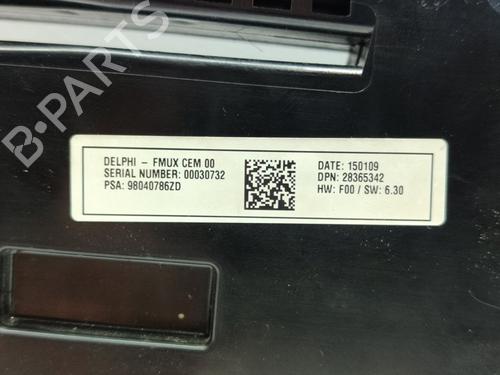 B-PARTS
DELPHI - FMUX CEM 00
SERIAL NUMBER: 00030732
PSA: 98040786ZD
DATE: 150109
DPN: 28365342
HW: F00 / SW: 6.30